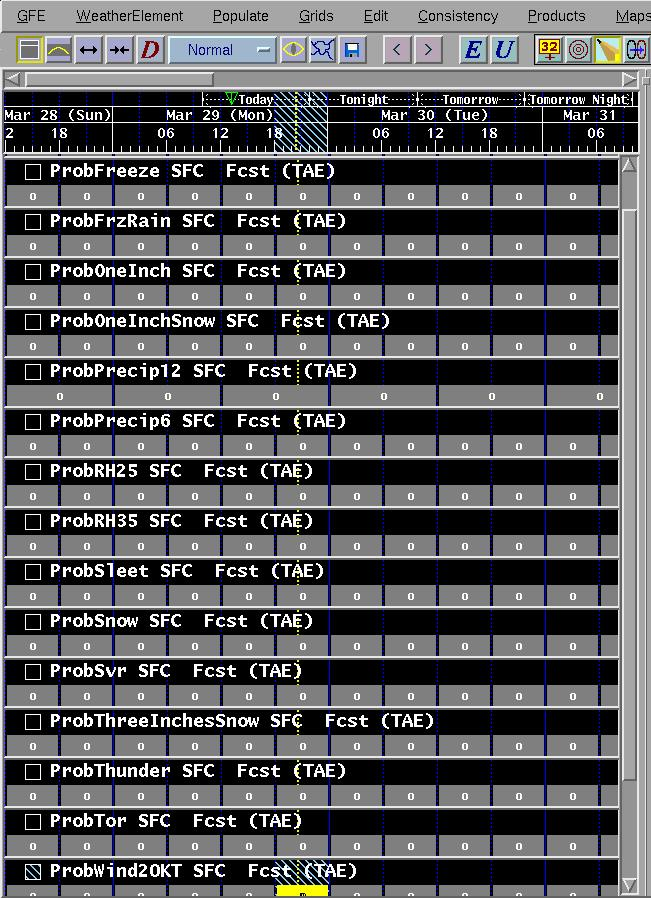 GFE WeatherElement Populate Grids Edit Consistency Products Maps
D Normal < > E U 32
Today Tonight Tomorrow Tomorrow Night
Mar 28 (Sun) Mar 29 (Mon) Mar 30 (Tue) Mar 31
2 18 06 12 18 06 12 18 06
ProbFreeze SFC Fcst (TAE)
0 0 0 0 0 0 0 0 0 0 0
ProbFrzRain SFC Fcst (TAE)
0 0 0 0 0 0 0 0 0 0 0
ProbOneInch SFC Fcst (TAE)
0 0 0 0 0 0 0 0 0 0 0
ProbOneInchSnow SFC Fcst (TAE)
0 0 0 0 0 0 0 0 0 0 0
ProbPrecip12 SFC Fcst (TAE)
0 0 0 0 0 0
ProbPrecip6 SFC Fcst (TAE)
0 0 0 0 0 0 0 0 0 0 0
ProbRH25 SFC Fcst (TAE)
0 0 0 0 0 0 0 0 0 0 0
ProbRH35 SFC Fcst (TAE)
0 0 0 0 0 0 0 0 0 0 0
ProbSleet SFC Fcst (TAE)
0 0 0 0 0 0 0 0 0 0 0
ProbSnow SFC Fcst (TAE)
0 0 0 0 0 0 0 0 0 0 0
ProbSvr SFC Fcst (TAE)
0 0 0 0 0 0 0 0 0 0 0
ProbThreeInchesSnow SFC Fcst (TAE)
0 0 0 0 0 0 0 0 0 0 0
ProbThunder SFC Fcst (TAE)
0 0 0 0 0 0 0 0 0 0 0
ProbTor SFC Fcst (TAE)
0 0 0 0 0 0 0 0 0 0 0
ProbWind20KT SFC Fcst (TAE)